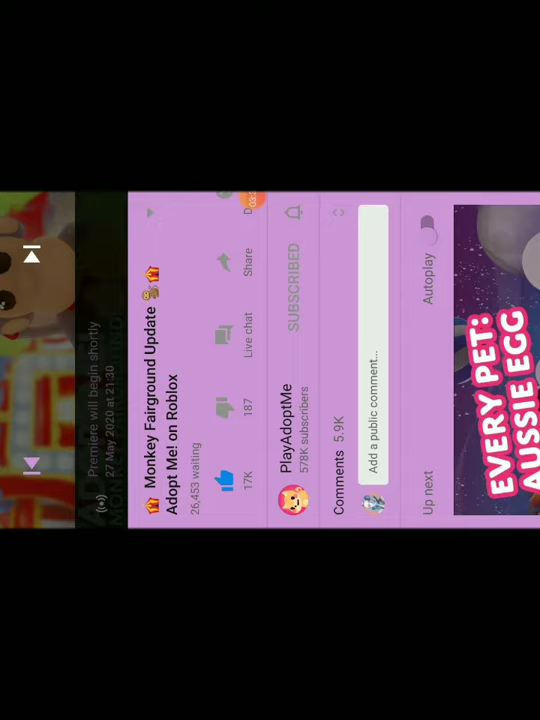 Premiere will begin shortly
27 May 2020 at 21:30
🎪 Monkey Fairground Update 🐒🎪
Adopt Me! on Roblox
26,453 waiting
17K
187
Live chat
Share
D
PlayAdoptMe
578K subscribers
SUBSCRIBED
Comments 5.9K
Add a public comment...
Up next
Autoplay
EVERY PET:
AUSSIE EGG